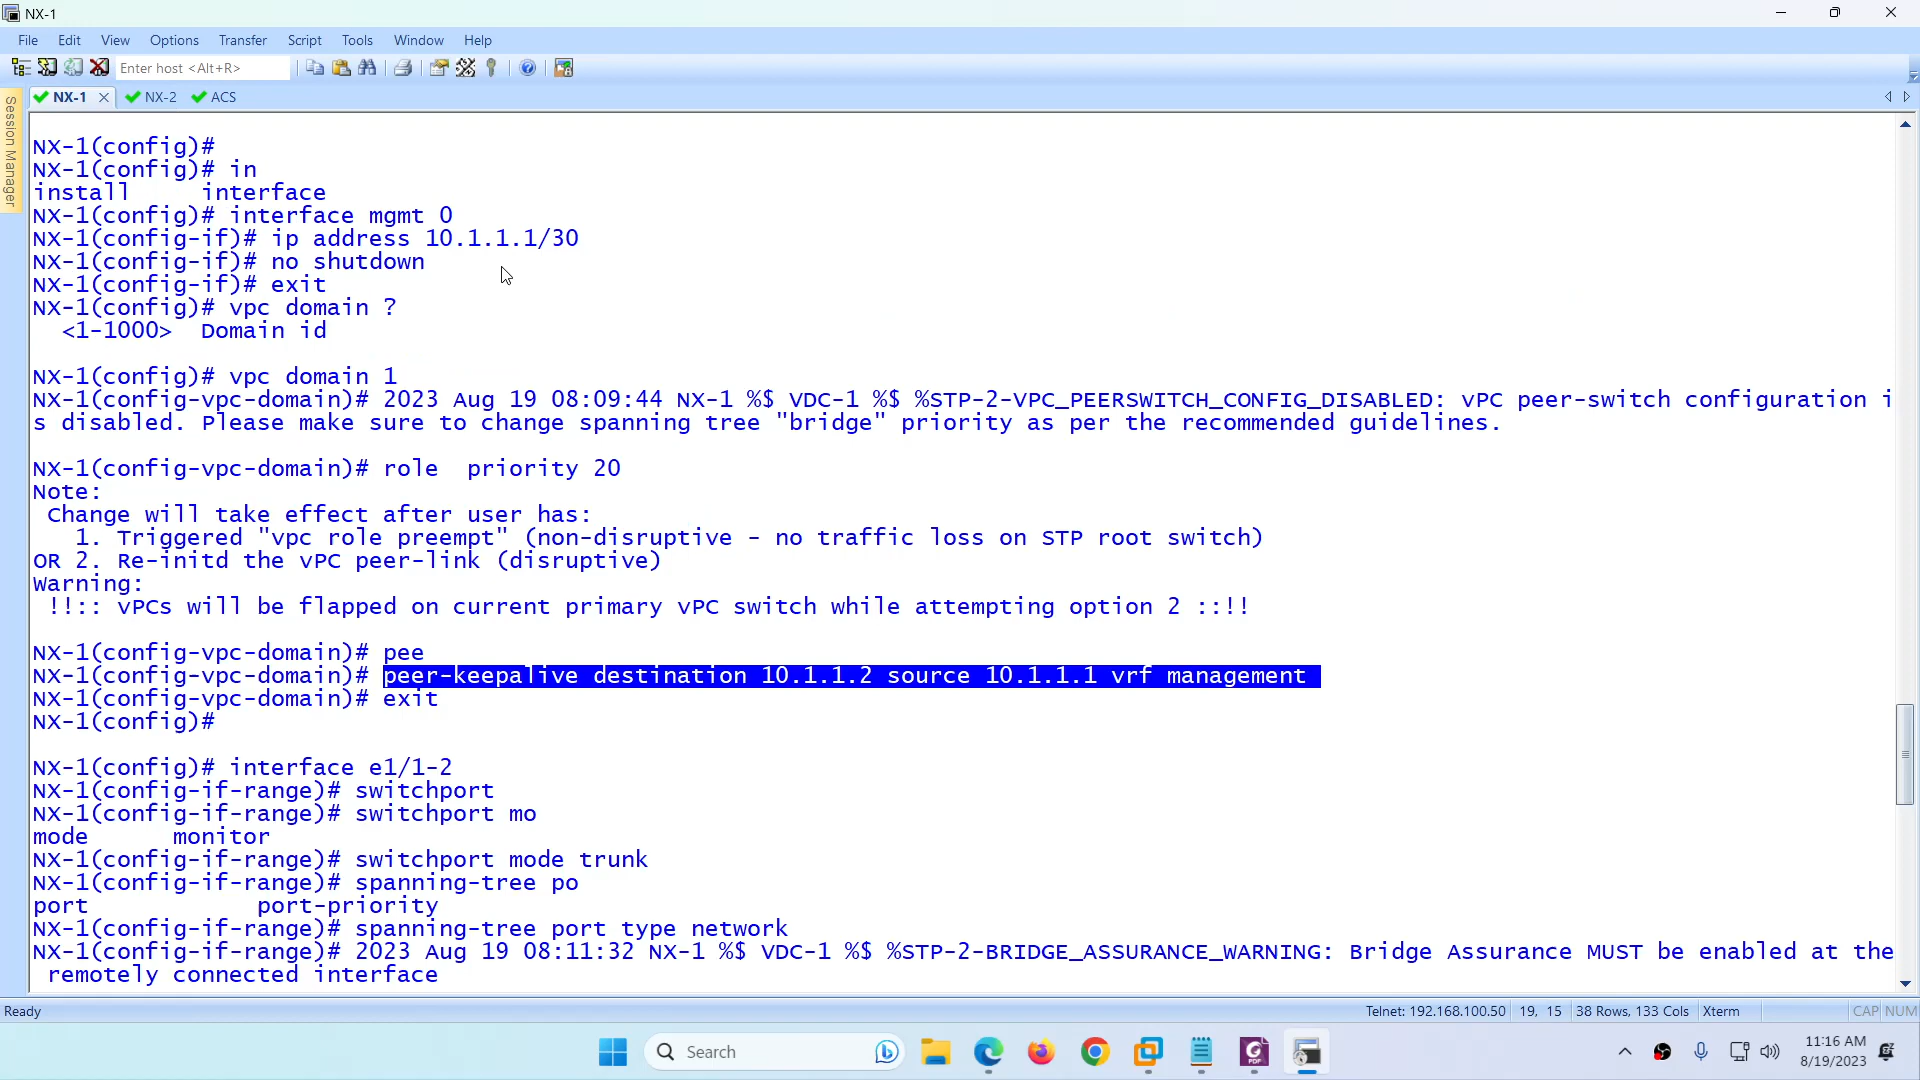 NX-1
File Edit View Options Transfer Script Tools Window Help
Enter host <Alt+R>
NX-1 NX-2 ACS
Session Manager
NX-1(config)#
NX-1(config)# in
install interface
NX-1(config)# interface mgmt 0
NX-1(config-if)# ip address 10.1.1.1/30
NX-1(config-if)# no shutdown
NX-1(config-if)# exit
NX-1(config)# vpc domain ?
<1-1000> Domain id
NX-1(config)# vpc domain 1
NX-1(config-vpc-domain)# 2023 Aug 19 08:09:44 NX-1 %$ VDC-1 %$ %STP-2-VPC_PEERSWITCH_CONFIG_DISABLED: vPC peer-switch configuration i
s disabled. Please make sure to change spanning tree "bridge" priority as per the recommended guidelines.
NX-1(config-vpc-domain)# role  priority 20
Note:
Change will take effect after user has:
1. Triggered "vpc role preempt" (non-disruptive - no traffic loss on STP root switch)
OR 2. Re-initd the vPC peer-link (disruptive)
Warning:
!!:: vPCs will be flapped on current primary vPC switch while attempting option 2 ::!!
NX-1(config-vpc-domain)# pee
NX-1(config-vpc-domain)# peer-keepalive destination 10.1.1.2 source 10.1.1.1 vrf management
NX-1(config-vpc-domain)# exit
NX-1(config)#
NX-1(config)# interface e1/1-2
NX-1(config-if-range)# switchport
NX-1(config-if-range)# switchport mo
mode monitor
NX-1(config-if-range)# switchport mode trunk
NX-1(config-if-range)# spanning-tree po
port port-priority
NX-1(config-if-range)# spanning-tree port type network
NX-1(config-if-range)# 2023 Aug 19 08:11:32 NX-1 %$ VDC-1 %$ %STP-2-BRIDGE_ASSURANCE_WARNING: Bridge Assurance MUST be enabled at the
remotely connected interface
Ready Telnet: 192.168.100.50 19, 15 38 Rows, 133 Cols Xterm CAP NUM
Search
11:16 AM
8/19/2023